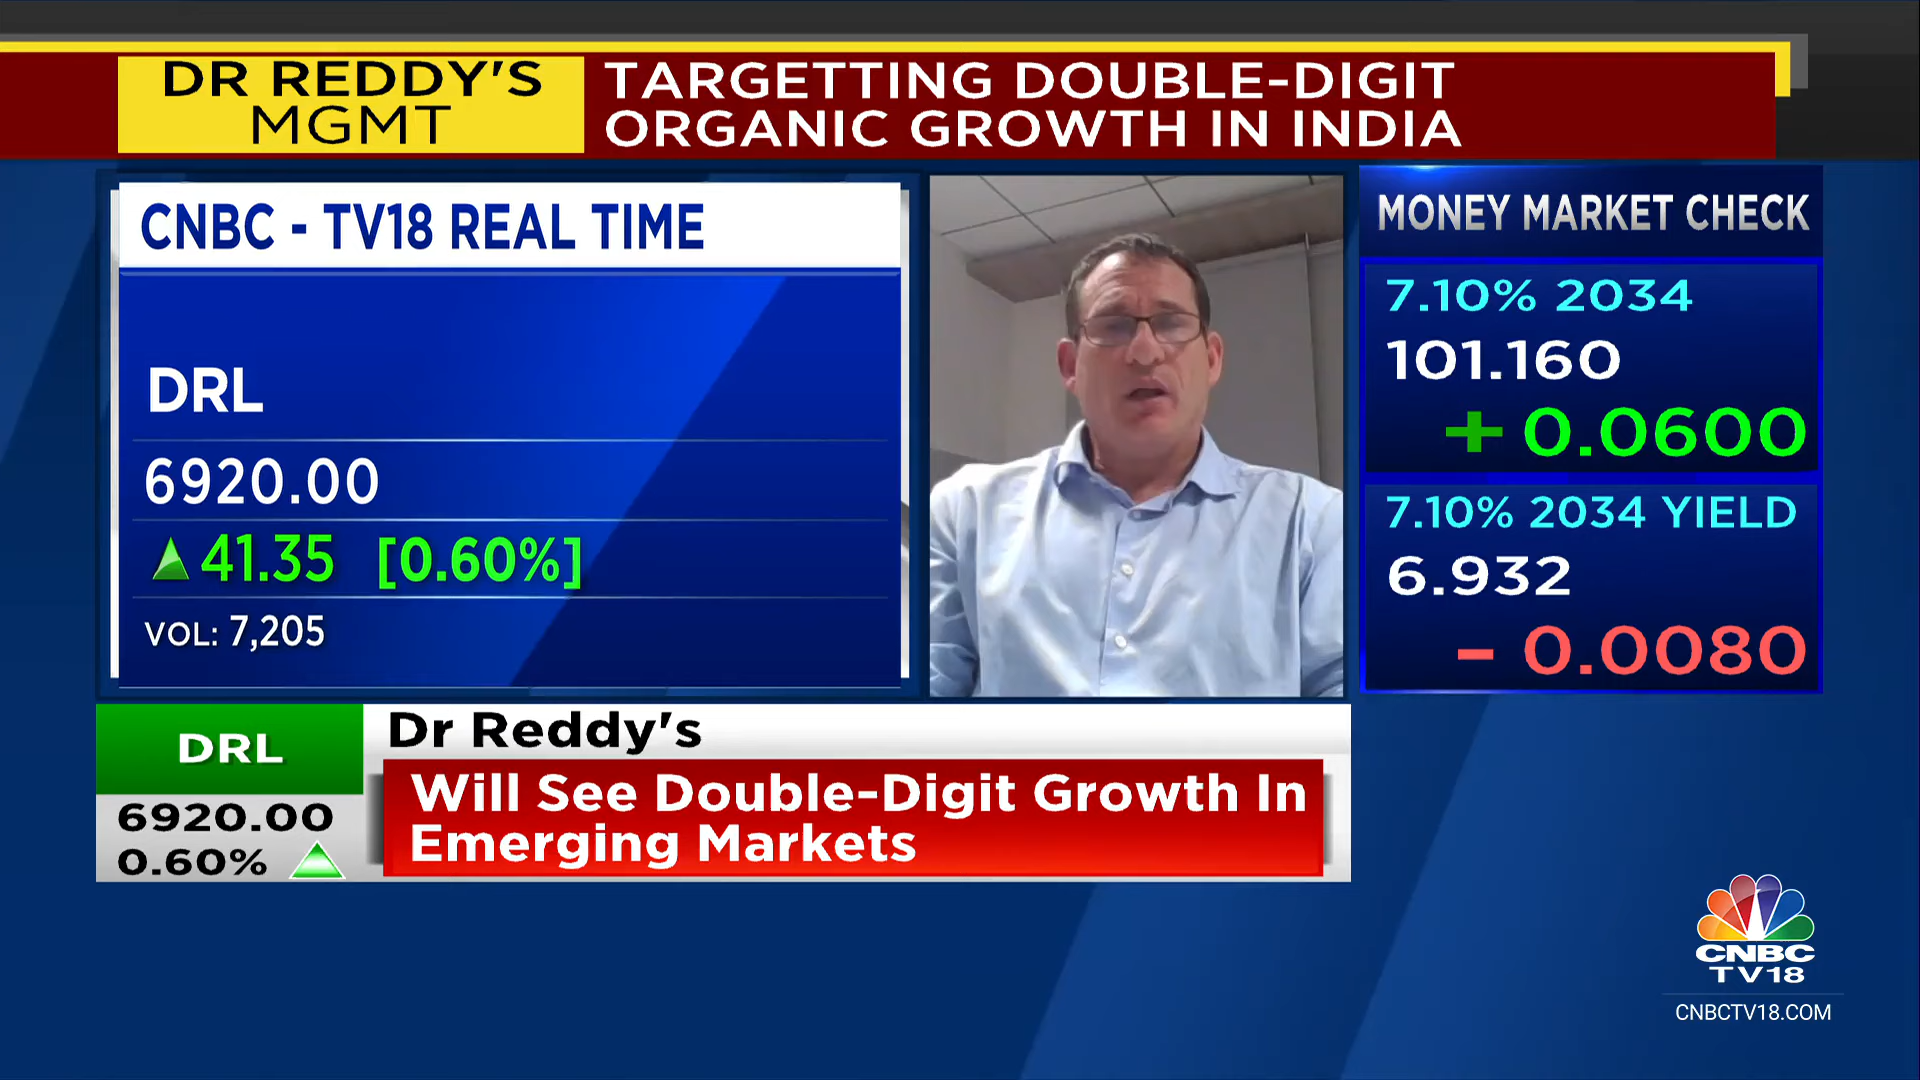 DR REDDY'S
MGMT
TARGETTING DOUBLE-DIGIT
ORGANIC GROWTH IN INDIA
CNBC - TV18 REAL TIME
DRL
6920.00
▲ 41.35 [0.60%]
VOL: 7,205
MONEY MARKET CHECK
7.10% 2034
101.160
+ 0.0600
7.10% 2034 YIELD
6.932
- 0.0080
DRL
6920.00
0.60% ▲
Dr Reddy's
Will See Double-Digit Growth In
Emerging Markets
CNBC
TV18
CNBCTV18.COM